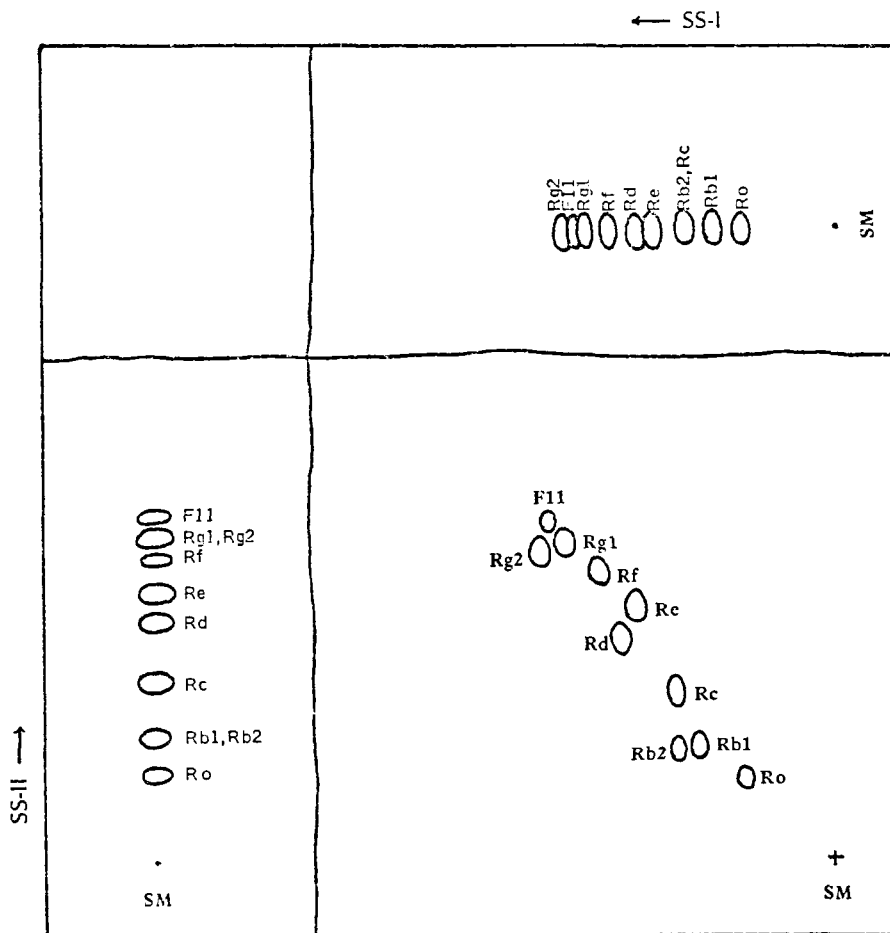 ← SS-I
Rg2
F11
Rg1
Rf
Rd
Re
Rb2,Rc
Rb1
Ro
SM
F11
Rg1,Rg2
Rf
Re
Rd
Rc
Rb1,Rb2
Ro
SM
SS-II →
F11
Rg2
Rg1
Rf
Re
Rd
Rc
Rb2
Rb1
Ro
SM